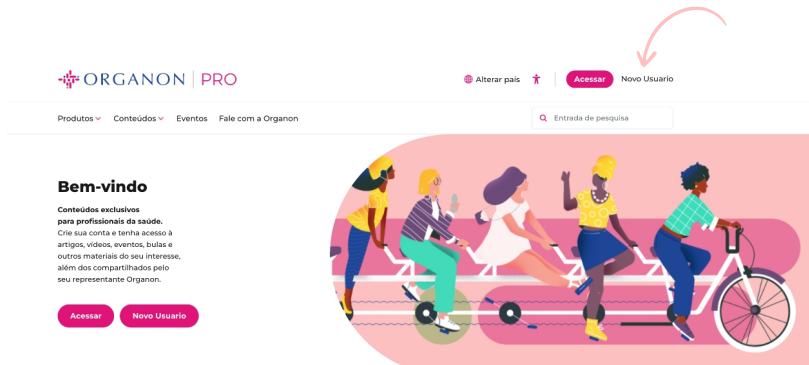 ORGANON PRO
Alterar país
Acessar
Novo Usuario
Produtos
Conteúdos
Eventos
Fale com a Organon
Entrada de pesquisa
Bem-vindo
Conteúdos exclusivos
para profissionais da saúde.
Crie sua conta e tenha acesso à
artigos, vídeos, eventos, bulas e
outros materiais do seu interesse,
além dos compartilhados pelo
seu representante Organon.
Acessar
Novo Usuario